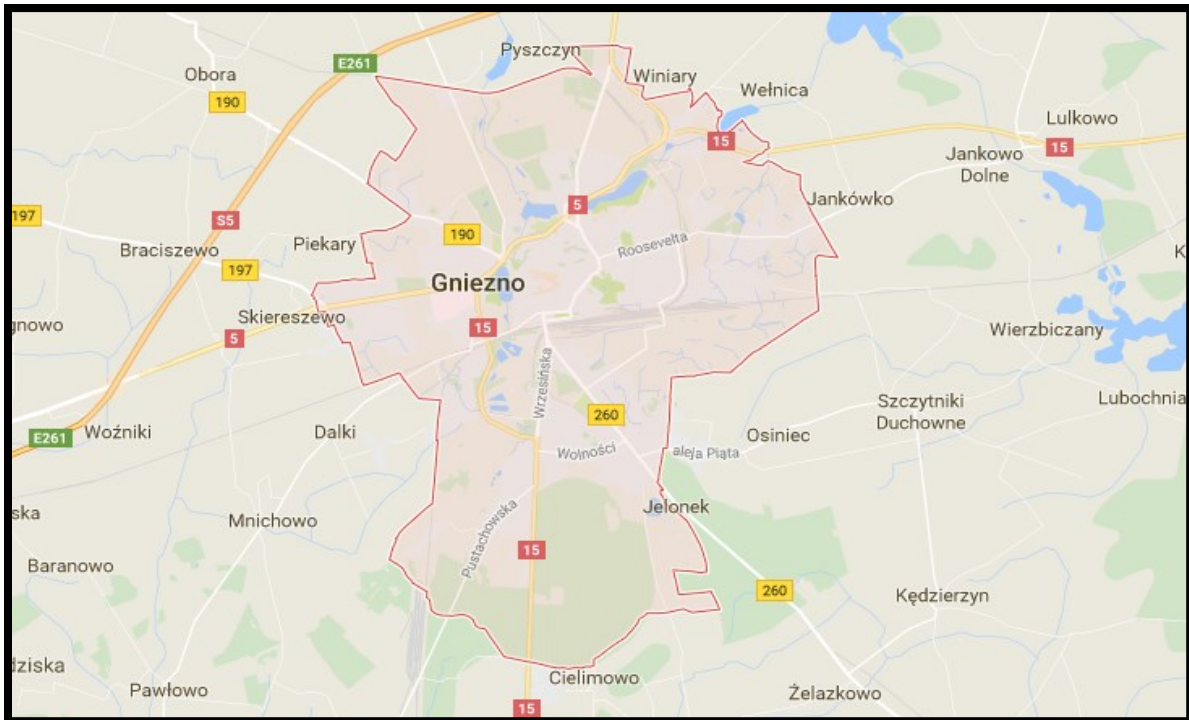 Pyszczyn
E261
Obora
Winiary
190
Wełnica
Lulkowo
15
15
Jankowo
Dolne
5
Jankówko
197
S5
190
Roosevelta
Braciszewo
Piekary
K
197
Gniezno
Skiereszewo
gnowo
15
Wierzbiczany
5
Wrzesińska
Lubochnia
Szczytniki
Duchowne
260
E261
Woźniki
Dalki
Osiniec
Wolności
aleja Piąta
ska
Jelonek
Mnichowo
Pustachowska
15
Baranowo
260
Kędzierzyn
dziska
Cielimowo
Pawłowo
Żelazkowo
15